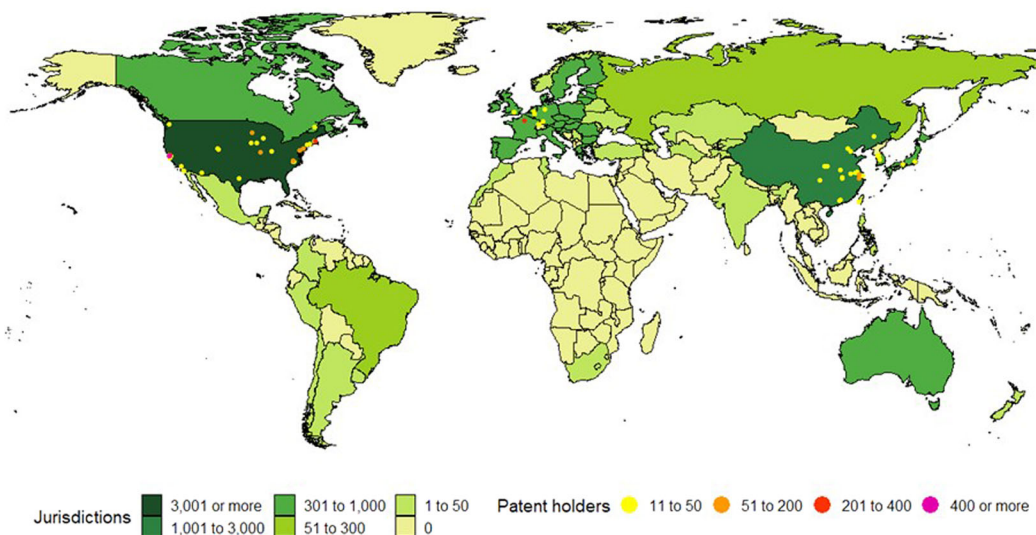 Jurisdictions
3,001 or more
1,001 to 3,000
301 to 1,000
51 to 300
1 to 50
0
Patent holders
11 to 50
51 to 200
201 to 400
400 or more